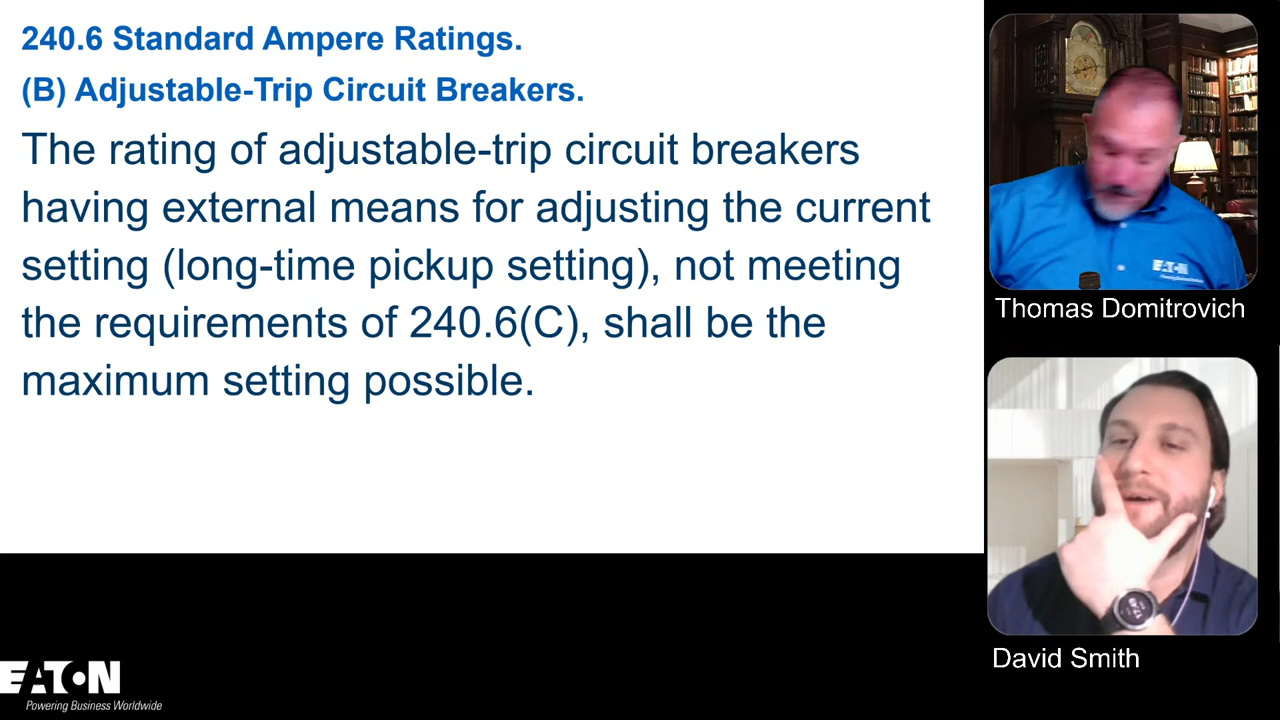 240.6 Standard Ampere Ratings.
(B) Adjustable-Trip Circuit Breakers.
The rating of adjustable-trip circuit breakers
having external means for adjusting the current
setting (long-time pickup setting), not meeting
the requirements of 240.6(C), shall be the
maximum setting possible.
EATON
Thomas Domitrovich
David Smith
EATON
Powering Business Worldwide